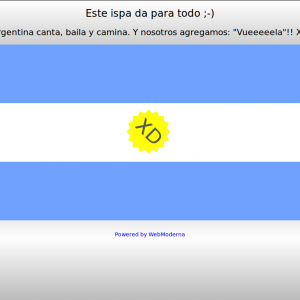 Este ispa da para todo ;-)
rgentina canta, baila y camina. Y nosotros agregamos: "Vueeeeela"!! X
XD
Powered by WebModerna